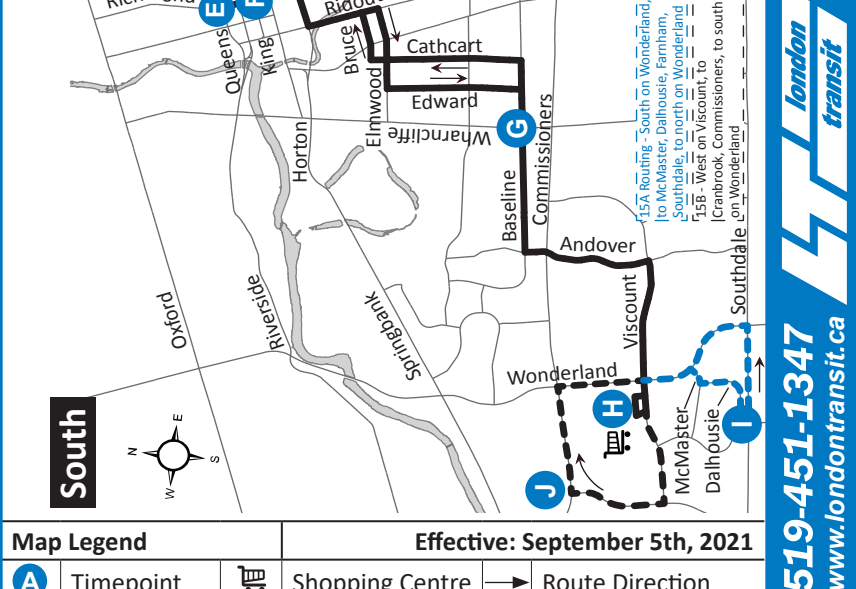 Ridout
Queens
King
Bruce
Cathcart
Elmwood
Edward
Horton
Wharncliffe
G
Baseline
Commissioners
Andover
Oxford
Riverside
Springbank
Viscount
Wonderland
Southdale
15A Routing - South on Wonderland,
to McMaster, Dalhousie, Farnham,
Southdale, to north on Wonderland
15B - West on Viscount, to
Cranbrook, Commissioners, to south
on Wonderland
E
H
J
I
McMaster
Dalhousie
South
N
E
S
W
Map Legend
Effective: September 5th, 2021
A
Timepoint
Shopping Centre
Route Direction
london
transit
519-451-1347
www.londontransit.ca